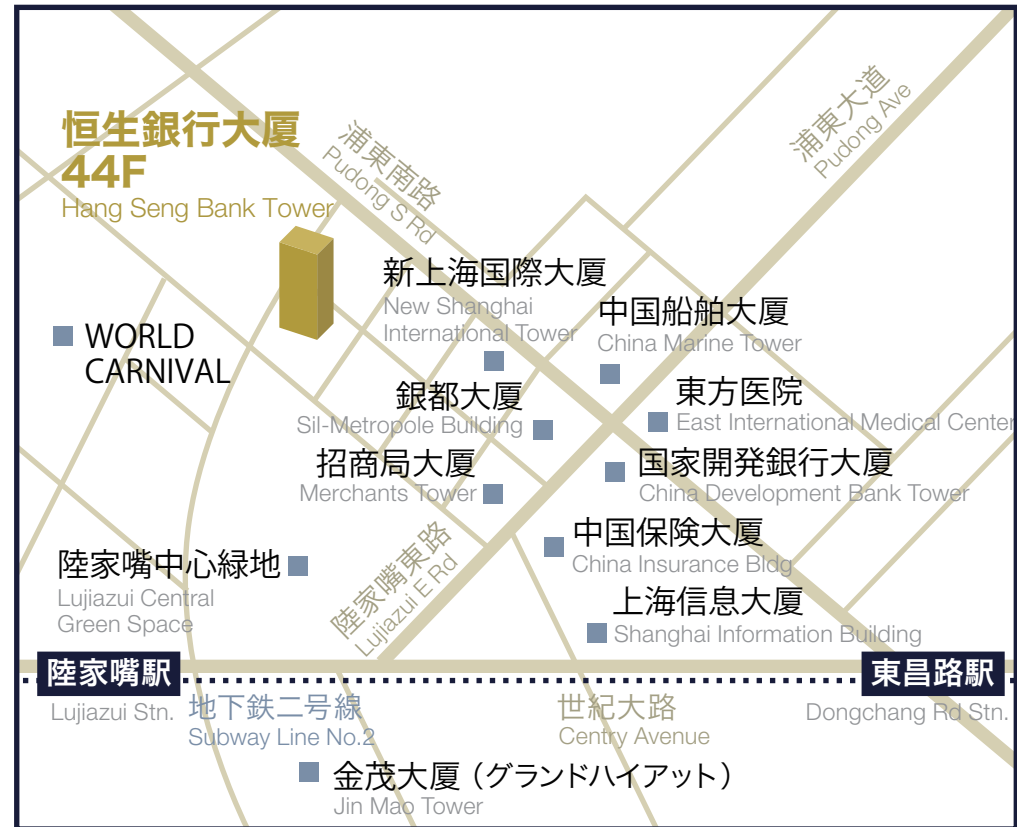 恒生銀行大厦
44F
Hang Seng Bank Tower
浦東南路
Pudong S Rd
浦東大道
Pudong Ave
新上海国際大厦
New Shanghai
International Tower
中国船舶大厦
China Marine Tower
WORLD
CARNIVAL
銀都大厦
Sil-Metropole Building
東方医院
East International Medical Center
招商局大厦
Merchants Tower
国家開発銀行大厦
China Development Bank Tower
中国保険大厦
China Insurance Bldg
陸家嘴中心緑地
Lujiazui Central
Green Space
陸家嘴東路
Lujiazui E Rd
上海信息大厦
Shanghai Information Building
陸家嘴駅
Lujiazui Stn.
地下鉄二号線
Subway Line No.2
世紀大路
Centry Avenue
東昌路駅
Dongchang Rd Stn.
金茂大厦（グランドハイアット）
Jin Mao Tower